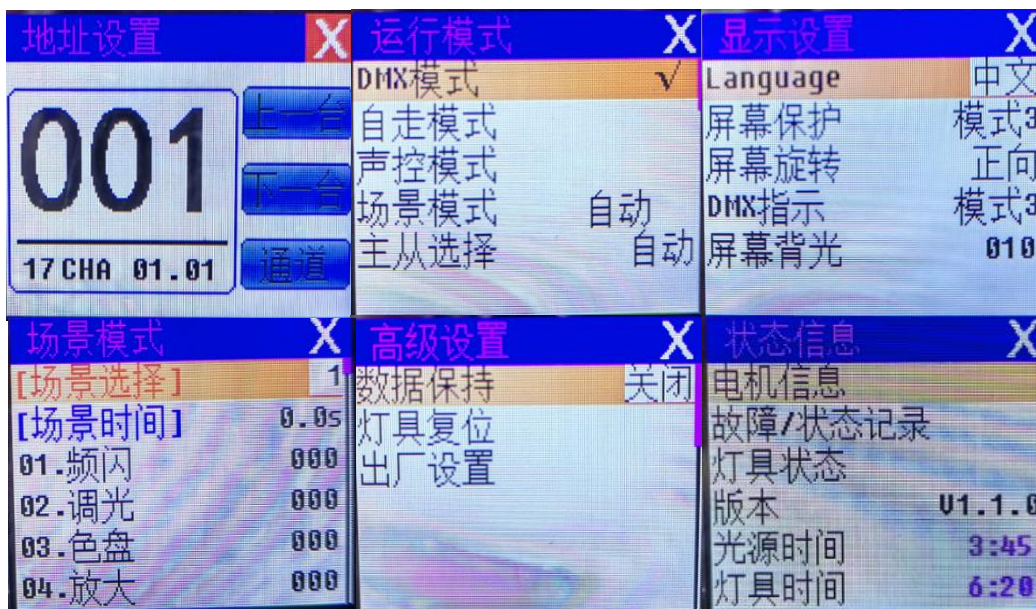 地址设置 X
001
17 CHA 01.01
上一台
下一台
通道
运行模式 X
DMX模式 √
自走模式
声控模式
场景模式 自动
主从选择 自动
显示设置 X
Language 中文
屏幕保护 模式3
屏幕旋转 正向
DMX指示 模式3
屏幕背光 010
场景模式 X
[场景选择] 1
[场景时间] 0.0s
01.频闪 000
02.调光 000
03.色盘 000
04.放大 000
高级设置 X
数据保持 关闭
灯具复位
出厂设置
状态信息 X
电机信息
故障/状态记录
灯具状态
版本 V1.1.0
光源时间 3:45
灯具时间 6:20